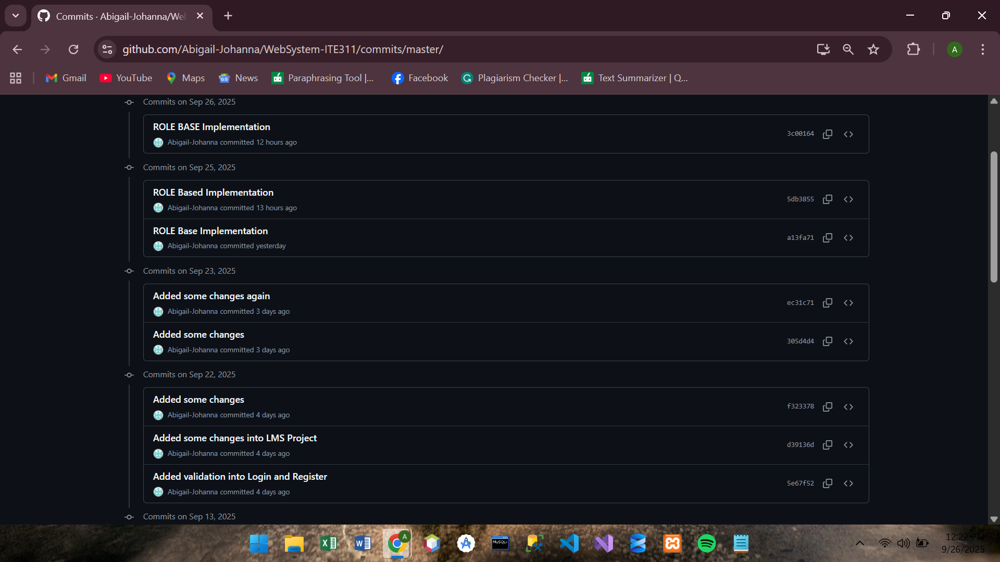 Commits · Abigail-Johanna/Web
github.com/Abigail-Johanna/WebSystem-ITE311/commits/master/
A
Gmail
YouTube
Maps
News
Paraphrasing Tool |...
Facebook
Plagiarism Checker |...
Text Summarizer | Q...
Commits on Sep 26, 2025
ROLE BASE Implementation
3c00164
Abigail-Johanna committed 12 hours ago
Commits on Sep 25, 2025
ROLE Based Implementation
5db3855
Abigail-Johanna committed 13 hours ago
ROLE Base Implementation
a13fa71
Abigail-Johanna committed yesterday
Commits on Sep 23, 2025
Added some changes again
ec31c71
Abigail-Johanna committed 3 days ago
Added some changes
305d4d4
Abigail-Johanna committed 3 days ago
Commits on Sep 22, 2025
Added some changes
f323378
Abigail-Johanna committed 4 days ago
Added some changes into LMS Project
d39136d
Abigail-Johanna committed 4 days ago
Added validation into Login and Register
5e67f52
Abigail-Johanna committed 4 days ago
Commits on Sep 13, 2025
A
MySQL>
12:22 PM
9/26/2025